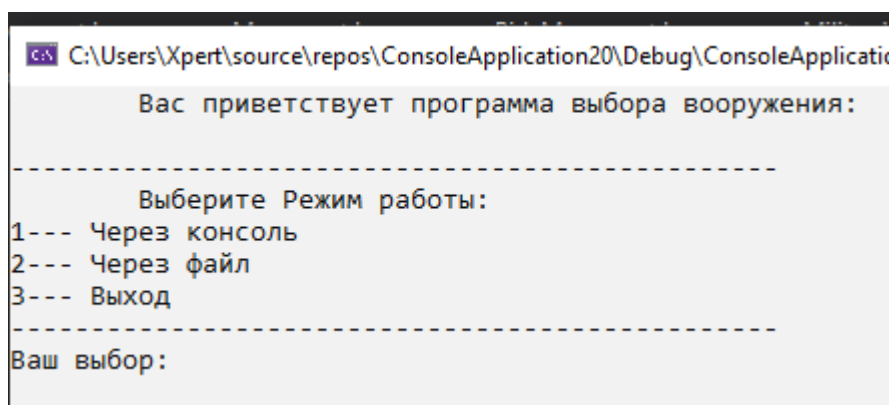 C:\Users\Xpert\source\repos\ConsoleApplication20\Debug\ConsoleApplicatio
Вас приветствует программа выбора вооружения:
------------------------------------------------
Выберите Режим работы:
1--- Через консоль
2--- Через файл
3--- Выход
------------------------------------------------
Ваш выбор: